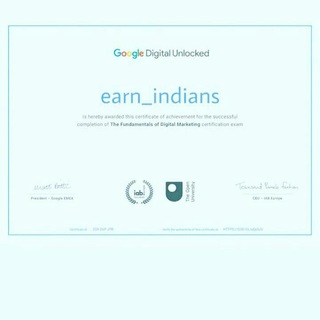 Google Digital Unlocked
earn_indians
is hereby awarded this certificate of achievement for the successful
completion of The Fundamentals of Digital Marketing certification exam
iab
The Open
University
President - Google EMEA
CEO - IAB Europe